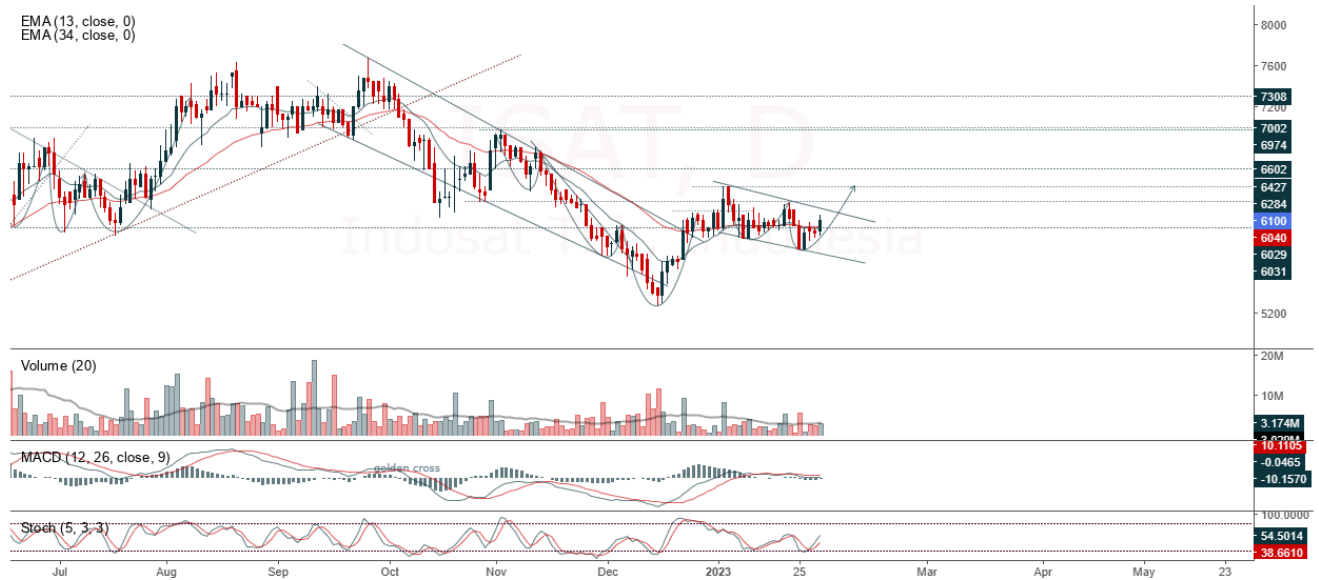 EMA (13, close, 0)
EMA (34, close, 0)
8000
7600
7308
7200
7002
6974
6602
6427
6284
6100
6040
6029
6031
5200
Volume (20)
20M
10M
3.174M
3.029M
10.1105
MACD (12, 26, close, 9)
golden cross
-0.0465
-10.1570
100.0000
Stoch (5, 3, 3)
54.5014
38.6610
Jul
Aug
Sep
Oct
Nov
Dec
2023
25
Mar
Apr
May
23